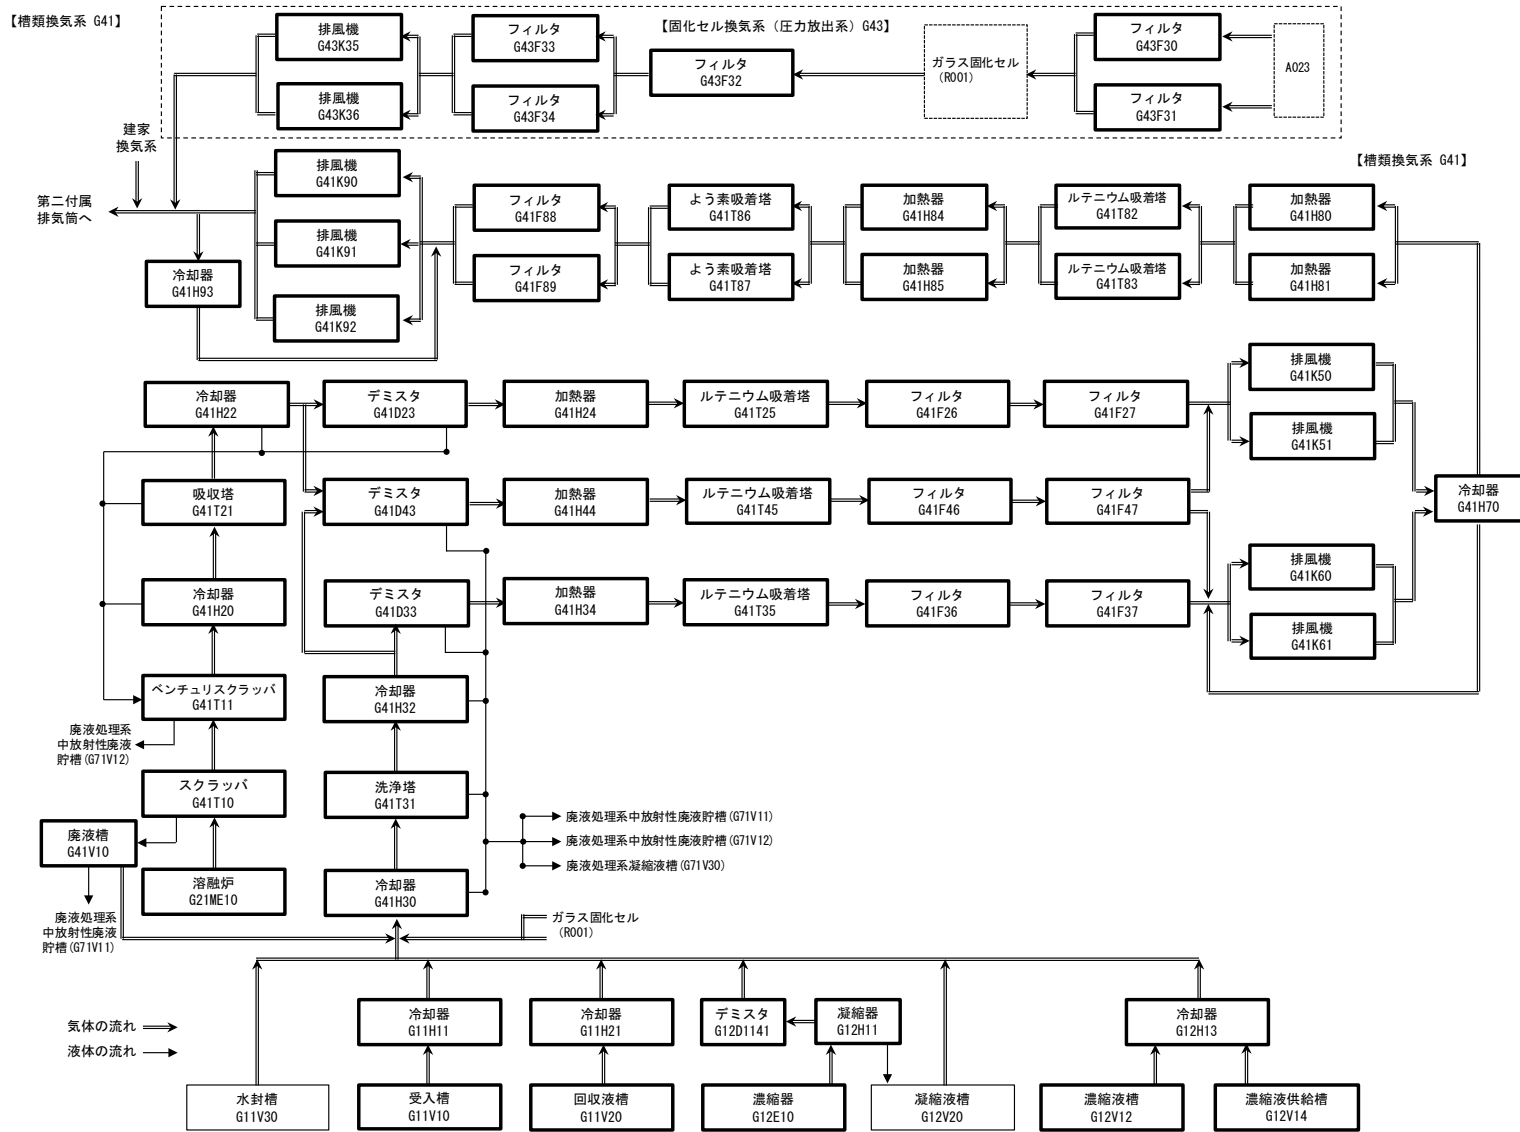 【槽類換気系 G41】
【固化セル換気系（圧力放出系）G43】
排風機
G43K35
フィルタ
G43F33
フィルタ
G43F32
ガラス固化セル
（R001）
フィルタ
G43F30
A023
排風機
G43K36
フィルタ
G43F34
フィルタ
G43F31
建家
換気系
【槽類換気系 G41】
第二付属
排気筒へ
排風機
G41K90
フィルタ
G41F88
よう素吸着塔
G41T86
加熱器
G41H84
ルテニウム吸着塔
G41T82
加熱器
G41H80
排風機
G41K91
冷却器
G41H93
フィルタ
G41F89
よう素吸着塔
G41T87
加熱器
G41H85
ルテニウム吸着塔
G41T83
加熱器
G41H81
排風機
G41K92
冷却器
G41H22
デミスタ
G41D23
加熱器
G41H24
ルテニウム吸着塔
G41T25
フィルタ
G41F26
フィルタ
G41F27
排風機
G41K50
排風機
G41K51
吸収塔
G41T21
デミスタ
G41D43
加熱器
G41H44
ルテニウム吸着塔
G41T45
フィルタ
G41F46
フィルタ
G41F47
冷却器
G41H70
冷却器
G41H20
デミスタ
G41D33
加熱器
G41H34
ルテニウム吸着塔
G41T35
フィルタ
G41F36
フィルタ
G41F37
排風機
G41K60
排風機
G41K61
ベンチュリスクラッバ
G41T11
冷却器
G41H32
廃液処理系
中放射性廃液
貯槽(G71V12)
スクラッバ
G41T10
洗浄塔
G41T31
廃液槽
G41V10
廃液処理系中放射性廃液貯槽(G71V11)
廃液処理系中放射性廃液貯槽(G71V12)
廃液処理系凝縮液槽(G71V30)
溶融炉
G21ME10
冷却器
G41H30
廃液処理系
中放射性廃液
貯槽(G71V11)
ガラス固化セル
（R001）
気体の流れ
液体の流れ
冷却器
G11H11
冷却器
G11H21
デミスタ
G12D1141
凝縮器
G12H11
冷却器
G12H13
水封槽
G11V30
受入槽
G11V10
回収液槽
G11V20
濃縮器
G12E10
凝縮液槽
G12V20
濃縮液槽
G12V12
濃縮液供給槽
G12V14